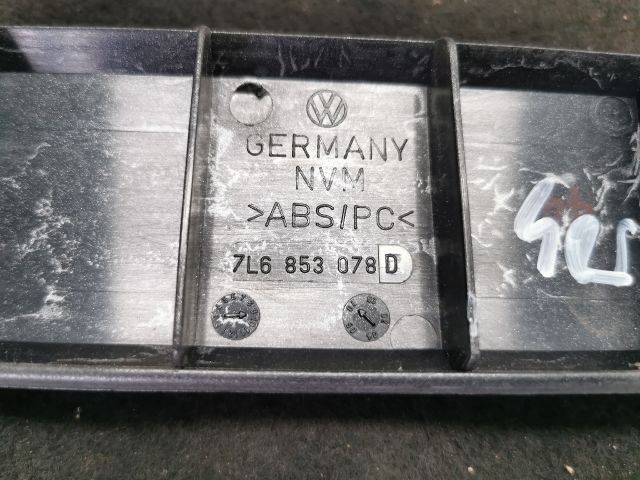 GERMANY
NVM
>ABS/PC<
7L6 853 078 D